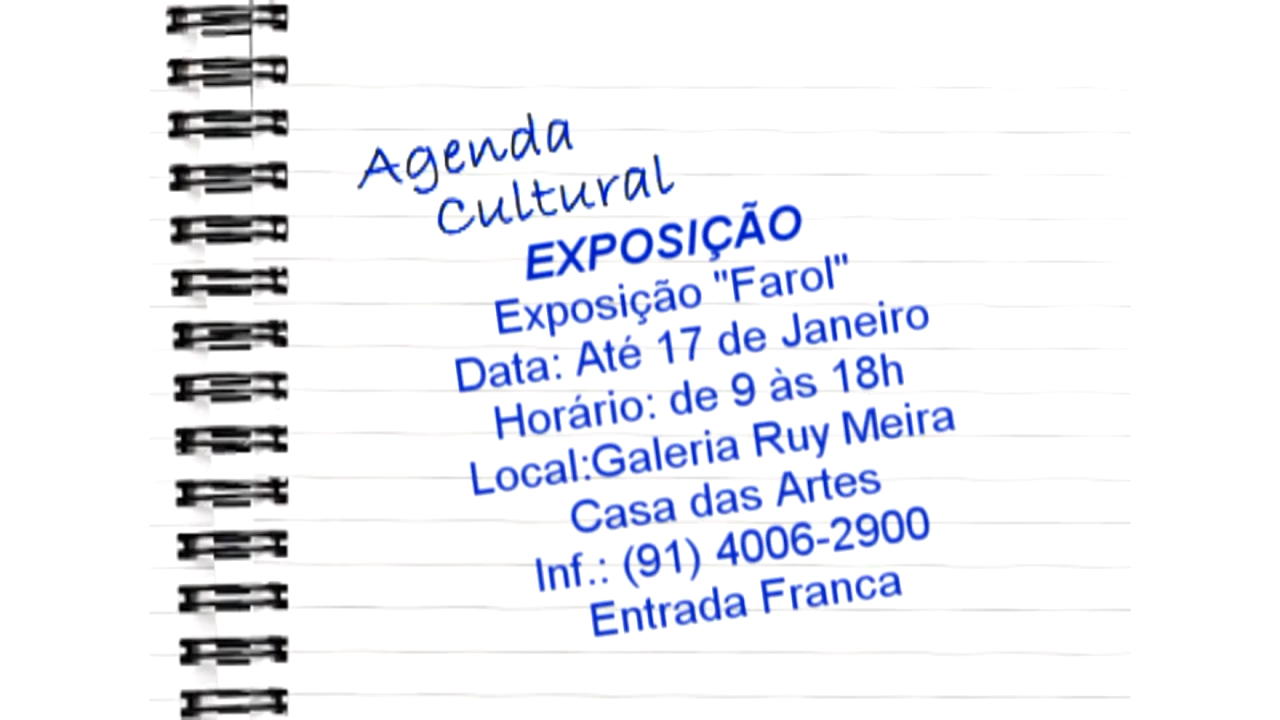 Agenda
Cultural
EXPOSIÇÃO
Exposição "Farol"
Data: Até 17 de Janeiro
Horário: de 9 às 18h
Local:Galeria Ruy Meira
Casa das Artes
Inf.: (91) 4006-2900
Entrada Franca